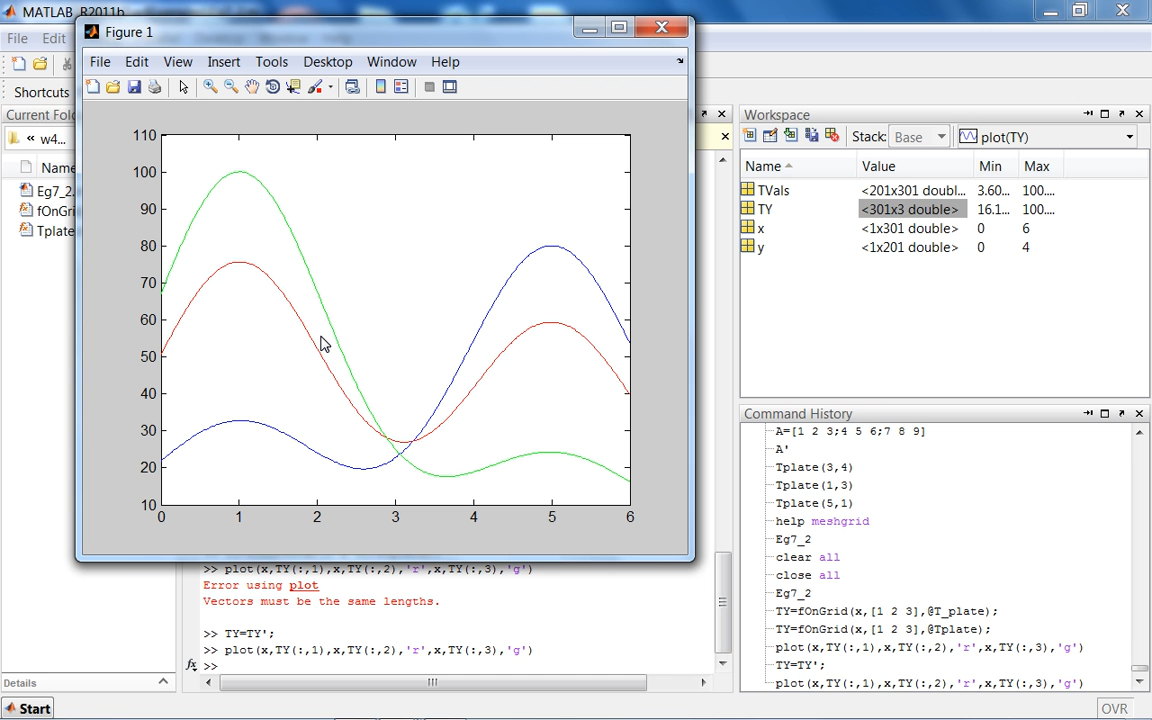 MATLAB R2011b
File Edit
Shortcuts
Current Fold
« w4...
Name
Eg7_2.
fOnGri
Tplate
Details
Start
Figure 1
File Edit View Insert Tools Desktop Window Help
110
100
90
80
70
60
50
40
30
20
10
0 1 2 3 4 5 6
>> plot(x,TY(:,1),x,TY(:,2),'r',x,TY(:,3),'g')
Error using plot
Vectors must be the same lengths.
>> TY=TY';
>> plot(x,TY(:,1),x,TY(:,2),'r',x,TY(:,3),'g')
fx >>
Workspace
Stack: Base plot(TY)
Name Value Min Max
TVals <201x301 doubl... 3.60... 100....
TY <301x3 double> 16.1... 100....
x <1x301 double> 0 6
y <1x201 double> 0 4
Command History
A=[1 2 3;4 5 6;7 8 9]
A'
Tplate(3,4)
Tplate(1,3)
Tplate(5,1)
help meshgrid
Eg7_2
clear all
close all
Eg7_2
TY=fOnGrid(x,[1 2 3],@T_plate);
TY=fOnGrid(x,[1 2 3],@Tplate);
plot(x,TY(:,1),x,TY(:,2),'r',x,TY(:,3),'g')
TY=TY';
plot(x,TY(:,1),x,TY(:,2),'r',x,TY(:,3),'g')
OVR